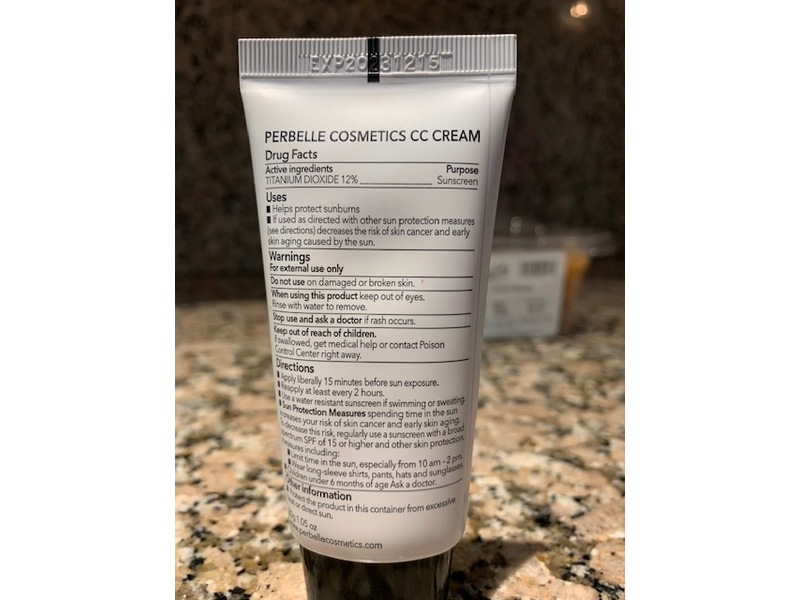 EXP20231215
PERBELLE COSMETICS CC CREAM
Drug Facts
Active ingredients Purpose
TITANIUM DIOXIDE 12% Sunscreen
Uses
■ Helps protect sunburns
■ If used as directed with other sun protection measures
(see directions) decreases the risk of skin cancer and early
skin aging caused by the sun.
Warnings
For external use only
Do not use on damaged or broken skin.
When using this product keep out of eyes.
Rinse with water to remove.
Stop use and ask a doctor if rash occurs.
Keep out of reach of children.
If swallowed, get medical help or contact Poison
Control Center right away.
Directions
■ Apply liberally 15 minutes before sun exposure.
■ Reapply at least every 2 hours.
■ Use a water resistant sunscreen if swimming or sweating.
■ Sun Protection Measures spending time in the sun
increases your risk of skin cancer and early skin aging.
To decrease this risk, regularly use a sunscreen with a broad
spectrum SPF of 15 or higher and other skin protection
measures including:
■ Limit time in the sun, especially from 10 am - 2 pm.
■ Wear long-sleeve shirts, pants, hats and sunglasses.
■ Children under 6 months of age Ask a doctor.
Other information
■ Protect the product in this container from excessive
or direct sun.
1.05 oz
www.perbellecosmetics.com